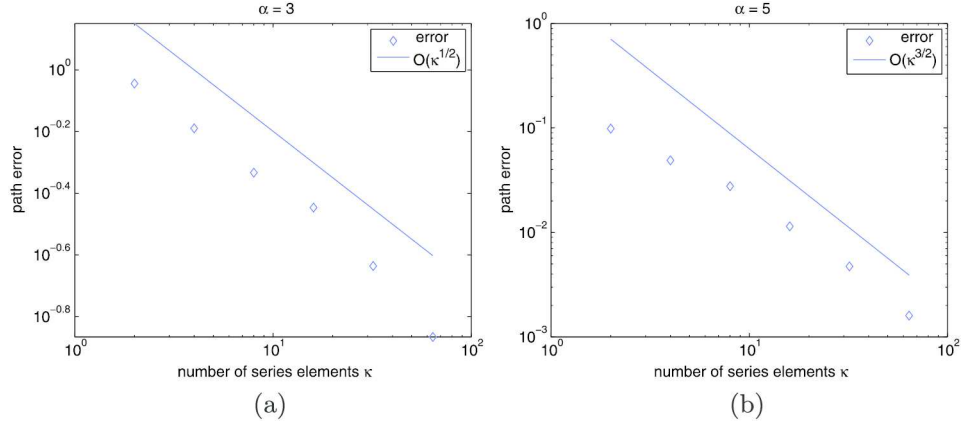 α = 3
error
O(κ^{1/2})
10^0
10^{-0.2}
10^{-0.4}
10^{-0.6}
10^{-0.8}
path error
10^0
10^1
10^2
number of series elements κ
(a)
α = 5
error
O(κ^{3/2})
10^0
10^{-1}
10^{-2}
10^{-3}
path error
10^0
10^1
10^2
number of series elements κ
(b)